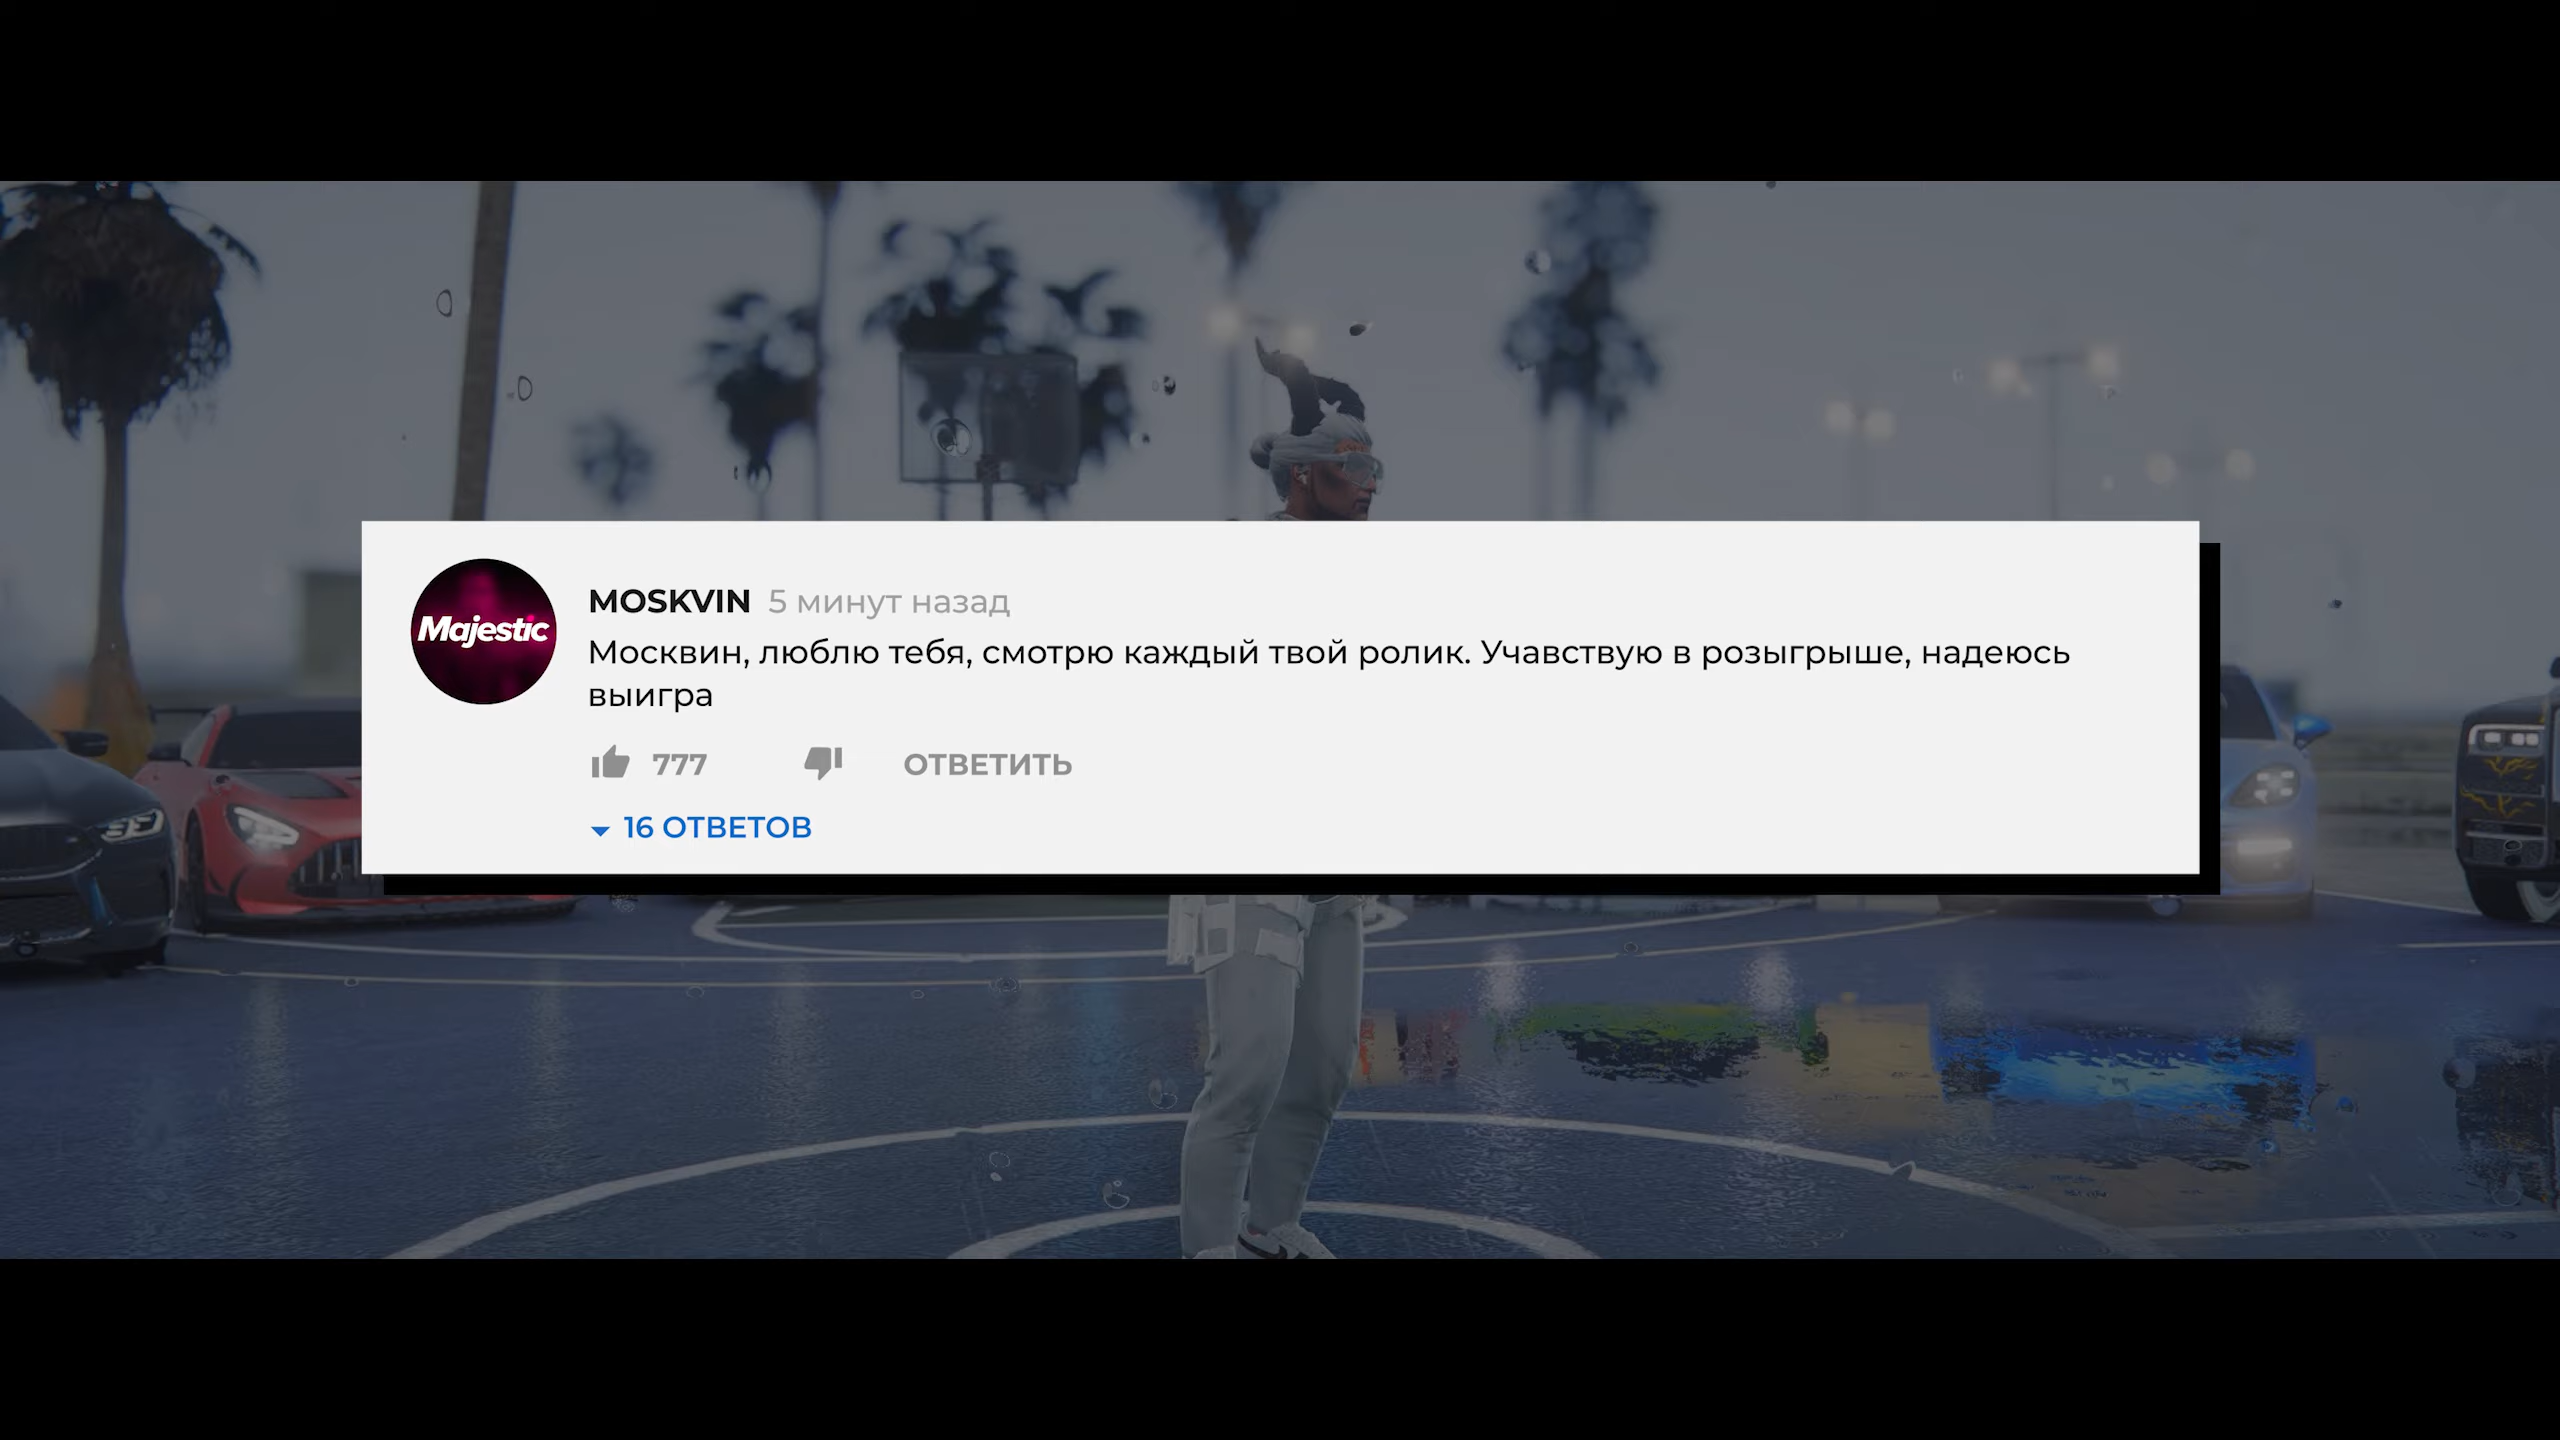 Majestic
MOSKVIN 5 минут назад
Москвин, люблю тебя, смотрю каждый твой ролик. Учавствую в розыгрыше, надеюсь
выигра
777 ОТВЕТИТЬ
16 ОТВЕТОВ